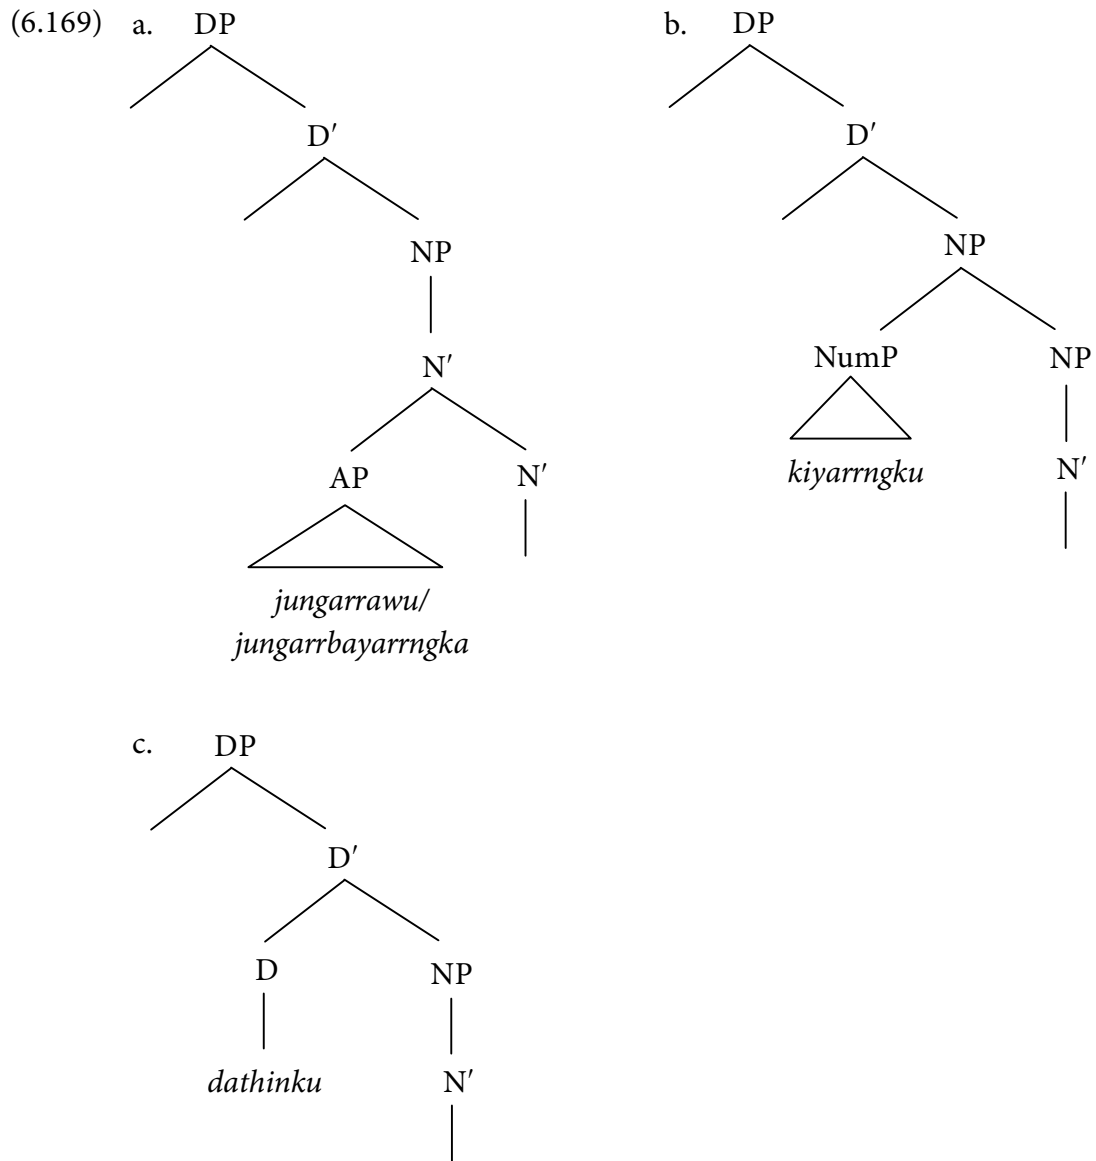 (6.169) a. DP
b. DP
D′
D′
NP
NP
N′
NumP
NP
AP
N′
kiyarrngku
N′
jungarrawu/
jungarrbayarrngka
c. DP
D′
D
NP
dathinku
N′